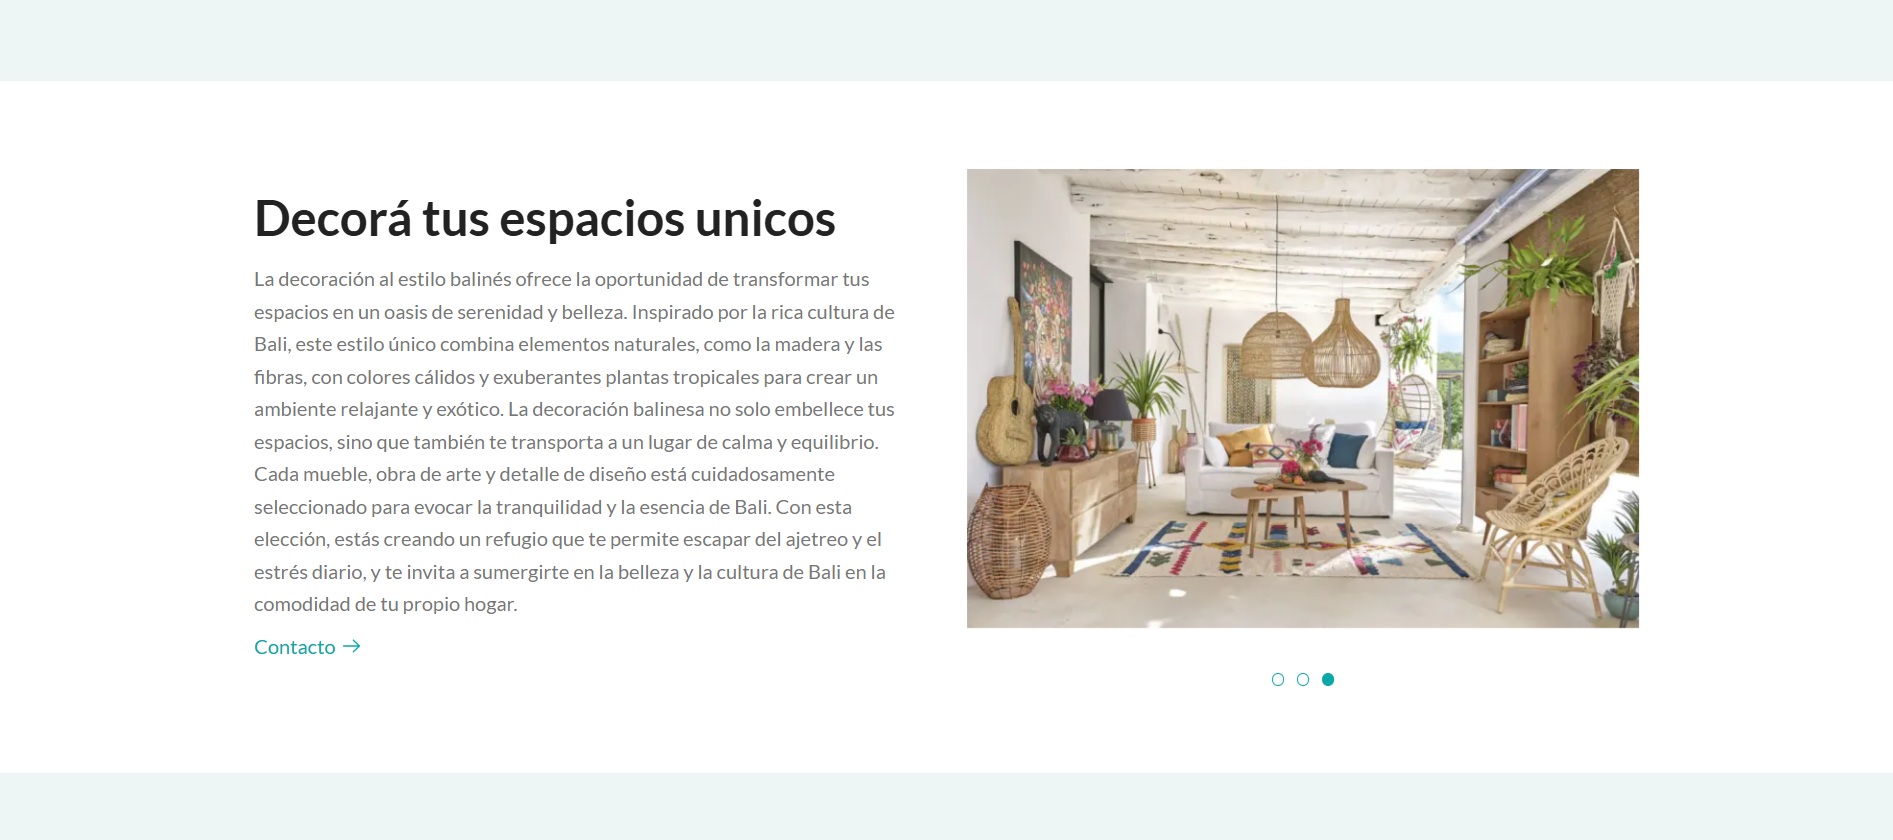 Decorá tus espacios unicos
La decoración al estilo balinés ofrece la oportunidad de transformar tus
espacios en un oasis de serenidad y belleza. Inspirado por la rica cultura de
Bali, este estilo único combina elementos naturales, como la madera y las
fibras, con colores cálidos y exuberantes plantas tropicales para crear un
ambiente relajante y exótico. La decoración balinesa no solo embellece tus
espacios, sino que también te transporta a un lugar de calma y equilibrio.
Cada mueble, obra de arte y detalle de diseño está cuidadosamente
seleccionado para evocar la tranquilidad y la esencia de Bali. Con esta
elección, estás creando un refugio que te permite escapar del ajetreo y el
estrés diario, y te invita a sumergirte en la belleza y la cultura de Bali en la
comodidad de tu propio hogar.
Contacto